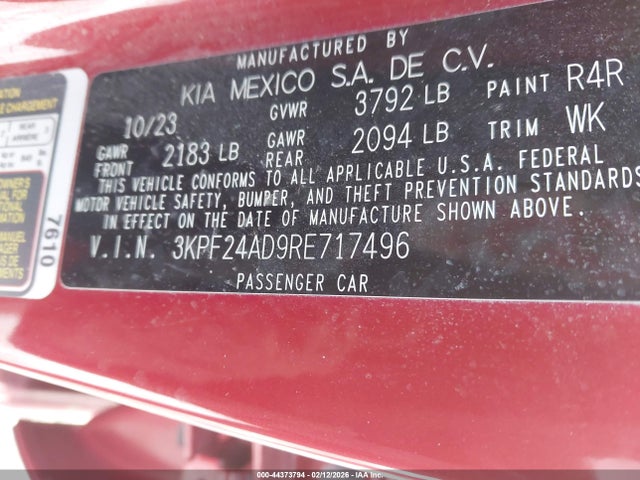 MANUFACTURED BY
KIA MEXICO S.A. DE C.V.
10/23 GVWR 3792 LB PAINT R4R
GAWR FRONT 2183 LB GAWR REAR 2094 LB TRIM WK
THIS VEHICLE CONFORMS TO ALL APPLICABLE U.S.A. FEDERAL
MOTOR VEHICLE SAFETY, BUMPER, AND THEFT PREVENTION STANDARDS
IN EFFECT ON THE DATE OF MANUFACTURE SHOWN ABOVE.
V.I.N. 3KPF24AD9RE717496
PASSENGER CAR
7610
REAR
000-44373794 - 02/12/2026 -